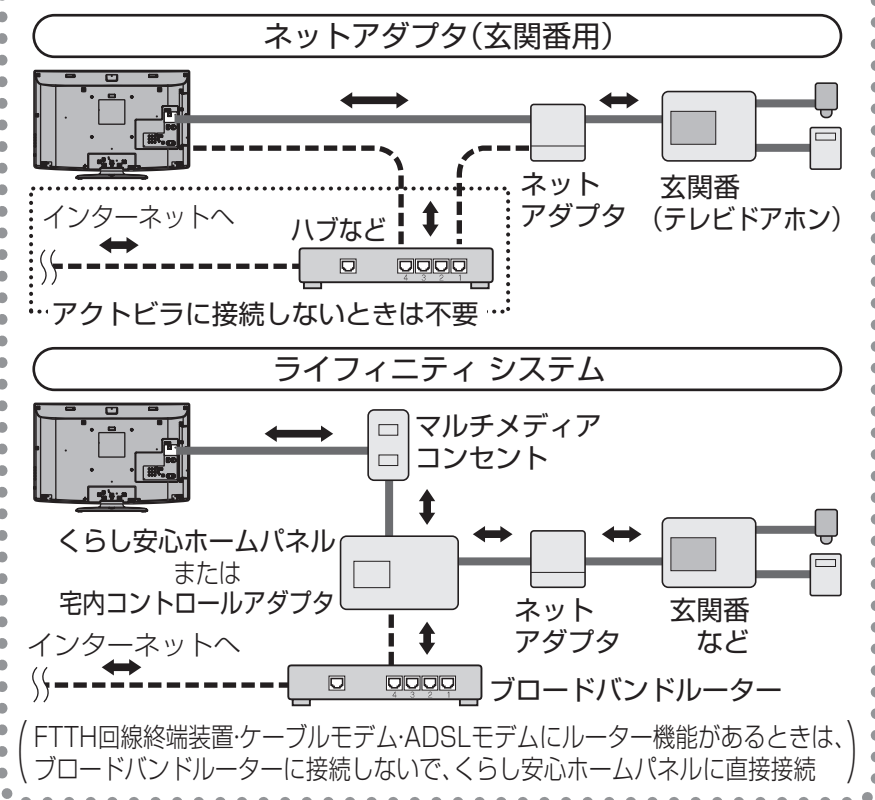 ネットアダプタ(玄関番用)
ネット
アダプタ
玄関番
(テレビドアホン)
インターネットへ
ハブなど
4 3 2 1
アクトビラに接続しないときは不要
ライフィニティ システム
マルチメディア
コンセント
くらし安心ホームパネル
または
宅内コントロールアダプタ
ネット
アダプタ
玄関番
など
インターネットへ
4 3 2 1
ブロードバンドルーター
(FTTH回線終端装置・ケーブルモデム・ADSLモデムにルーター機能があるときは、
ブロードバンドルーターに接続しないで、くらし安心ホームパネルに直接接続)